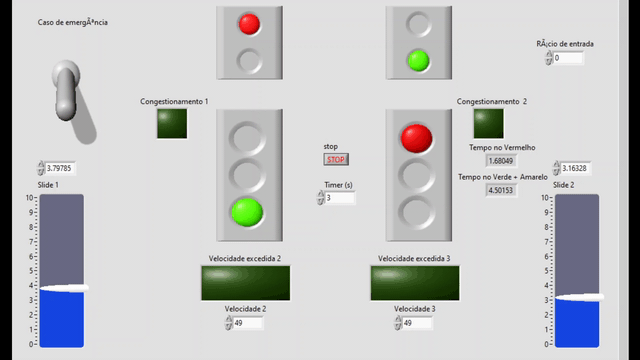 Caso de emergÃªncia
RÃ¡cio de entrada
0
Congestionamento 1
Congestionamento 2
stop
STOP
Tempo no Vermelho
1.68049
3.79785
3.16328
Tempo no Verde + Amarelo
4.50153
Timer (s)
3
Slide 1
Slide 2
10
9
8
7
6
5
4
3
2
1
0
10
9
8
7
6
5
4
3
2
1
0
Velocidade excedida 2
Velocidade excedida 3
Velocidade 2
Velocidade 3
49
49